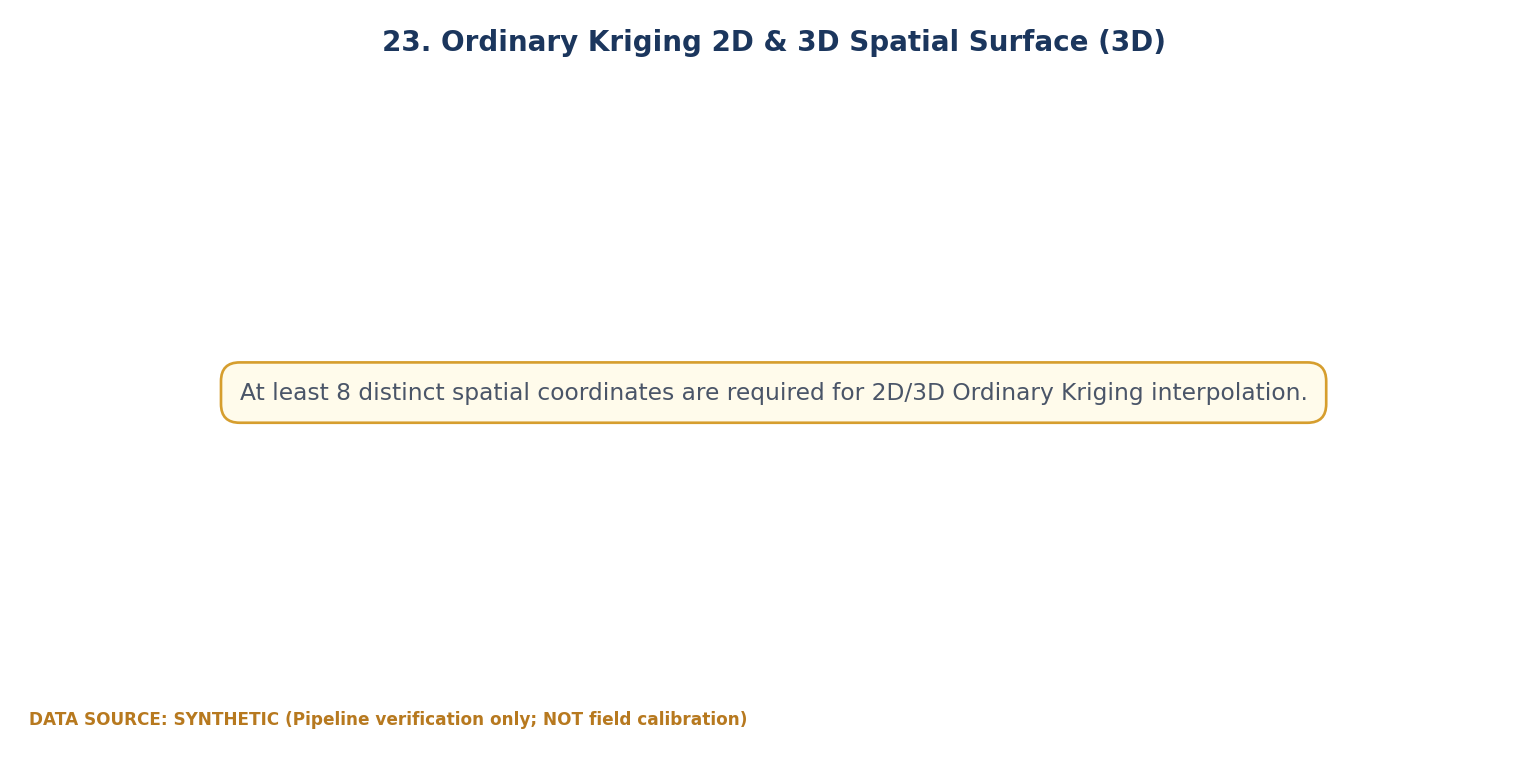 23. Ordinary Kriging 2D & 3D Spatial Surface (3D)
At least 8 distinct spatial coordinates are required for 2D/3D Ordinary Kriging interpolation.
DATA SOURCE: SYNTHETIC (Pipeline verification only; NOT field calibration)